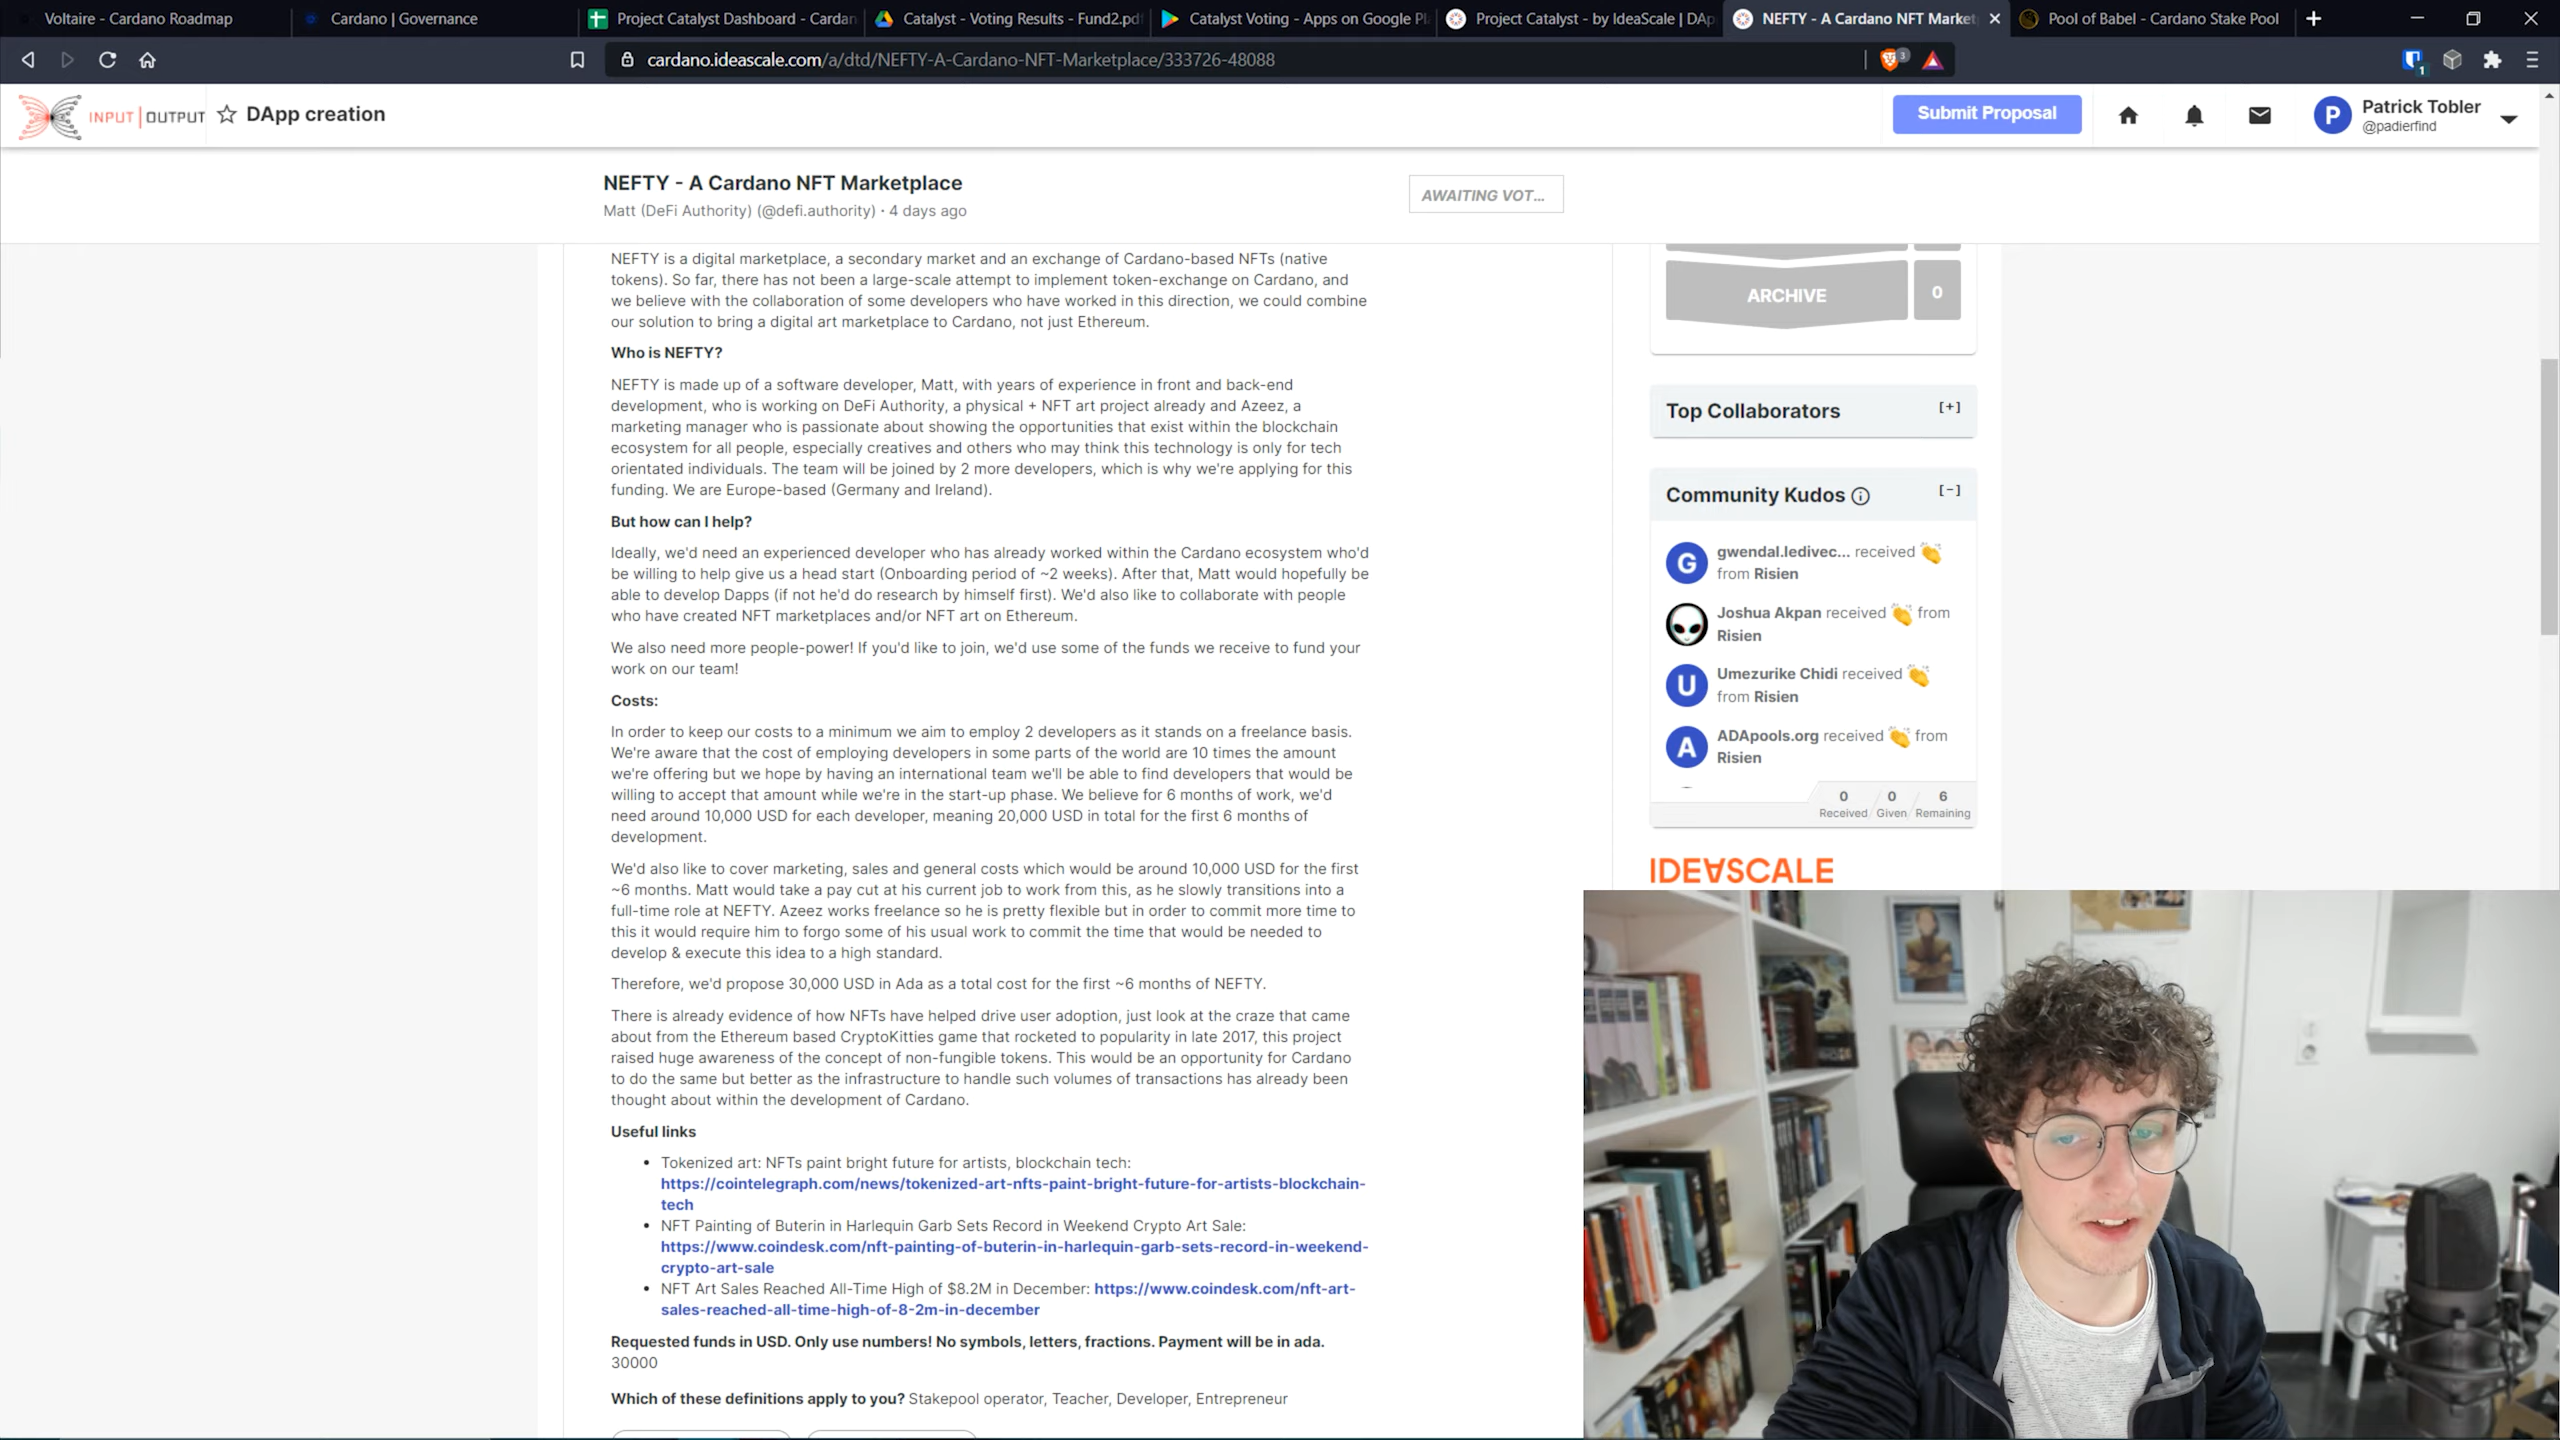 Voltaire - Cardano Roadmap
Cardano | Governance
Project Catalyst Dashboard - Cardan
Catalyst - Voting Results - Fund2.pdf
Catalyst Voting - Apps on Google Pl
Project Catalyst - by IdeaScale | DAp
NEFTY - A Cardano NFT Market
Pool of Babel - Cardano Stake Pool
cardano.ideascale.com/a/dtd/NEFTY-A-Cardano-NFT-Marketplace/333726-48088
3
1
INPUT | OUTPUT
DApp creation
Submit Proposal
P
Patrick Tobler
@padierfind
NEFTY - A Cardano NFT Marketplace
Matt (DeFi Authority) (@defi.authority) • 4 days ago
AWAITING VOT...
NEFTY is a digital marketplace, a secondary market and an exchange of Cardano-based NFTs (native
tokens). So far, there has not been a large-scale attempt to implement token-exchange on Cardano, and
we believe with the collaboration of some developers who have worked in this direction, we could combine
our solution to bring a digital art marketplace to Cardano, not just Ethereum.
Who is NEFTY?
NEFTY is made up of a software developer, Matt, with years of experience in front and back-end
development, who is working on DeFi Authority, a physical + NFT art project already and Azeez, a
marketing manager who is passionate about showing the opportunities that exist within the blockchain
ecosystem for all people, especially creatives and others who may think this technology is only for tech
orientated individuals. The team will be joined by 2 more developers, which is why we're applying for this
funding. We are Europe-based (Germany and Ireland).
But how can I help?
Ideally, we'd need an experienced developer who has already worked within the Cardano ecosystem who'd
be willing to help give us a head start (Onboarding period of ~2 weeks). After that, Matt would hopefully be
able to develop Dapps (if not he'd do research by himself first). We'd also like to collaborate with people
who have created NFT marketplaces and/or NFT art on Ethereum.
We also need more people-power! If you'd like to join, we'd use some of the funds we receive to fund your
work on our team!
Costs:
In order to keep our costs to a minimum we aim to employ 2 developers as it stands on a freelance basis.
We're aware that the cost of employing developers in some parts of the world are 10 times the amount
we're offering but we hope by having an international team we'll be able to find developers that would be
willing to accept that amount while we're in the start-up phase. We believe for 6 months of work, we'd
need around 10,000 USD for each developer, meaning 20,000 USD in total for the first 6 months of
development.
We'd also like to cover marketing, sales and general costs which would be around 10,000 USD for the first
~6 months. Matt would take a pay cut at his current job to work from this, as he slowly transitions into a
full-time role at NEFTY. Azeez works freelance so he is pretty flexible but in order to commit more time to
this it would require him to forgo some of his usual work to commit the time that would be needed to
develop & execute this idea to a high standard.
Therefore, we'd propose 30,000 USD in Ada as a total cost for the first ~6 months of NEFTY.
There is already evidence of how NFTs have helped drive user adoption, just look at the craze that came
about from the Ethereum based CryptoKitties game that rocketed to popularity in late 2017, this project
raised huge awareness of the concept of non-fungible tokens. This would be an opportunity for Cardano
to do the same but better as the infrastructure to handle such volumes of transactions has already been
thought about within the development of Cardano.
Useful links
• Tokenized art: NFTs paint bright future for artists, blockchain tech:
https://cointelegraph.com/news/tokenized-art-nfts-paint-bright-future-for-artists-blockchain-
tech
• NFT Painting of Buterin in Harlequin Garb Sets Record in Weekend Crypto Art Sale:
https://www.coindesk.com/nft-painting-of-buterin-in-harlequin-garb-sets-record-in-weekend-
crypto-art-sale
• NFT Art Sales Reached All-Time High of $8.2M in December: https://www.coindesk.com/nft-art-
sales-reached-all-time-high-of-8-2m-in-december
Requested funds in USD. Only use numbers! No symbols, letters, fractions. Payment will be in ada.
30000
Which of these definitions apply to you? Stakepool operator, Teacher, Developer, Entrepreneur
ARCHIVE
0
Top Collaborators
[+]
Community Kudos
[-]
G
gwendal.ledivec... received
from Risien
Joshua Akpan received from
Risien
U
Umezurike Chidi received
from Risien
A
ADApools.org received from
Risien
0 0 6
Received Given Remaining
IDEASCALE